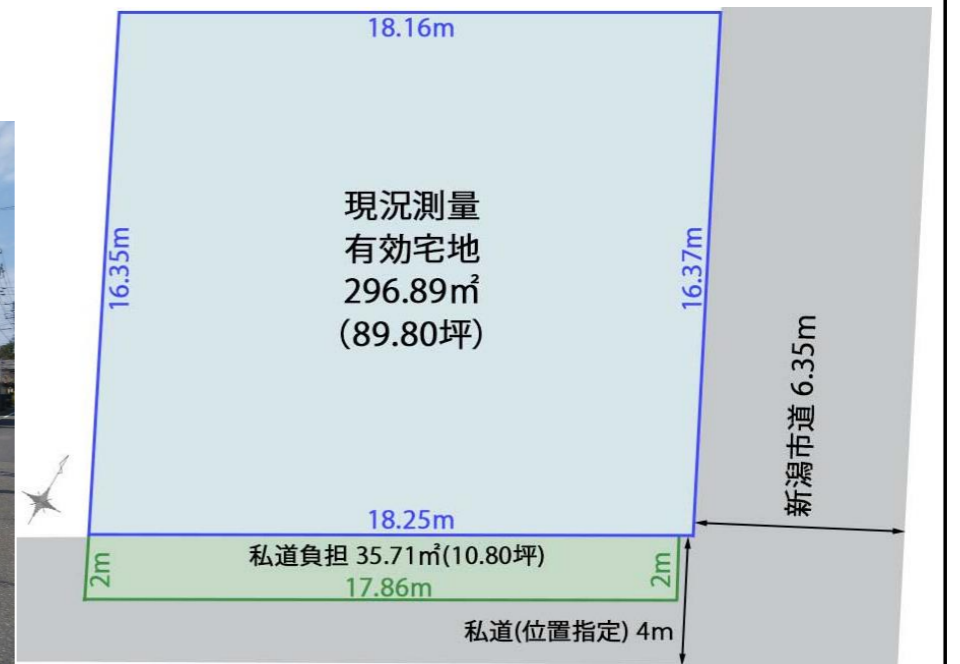 18.16m
現況測量
有効宅地
296.89㎡
(89.80坪)
16.35m
16.37m
新潟市道 6.35m
18.25m
私道負担 35.71㎡(10.80坪)
2m
2m
17.86m
私道(位置指定) 4m